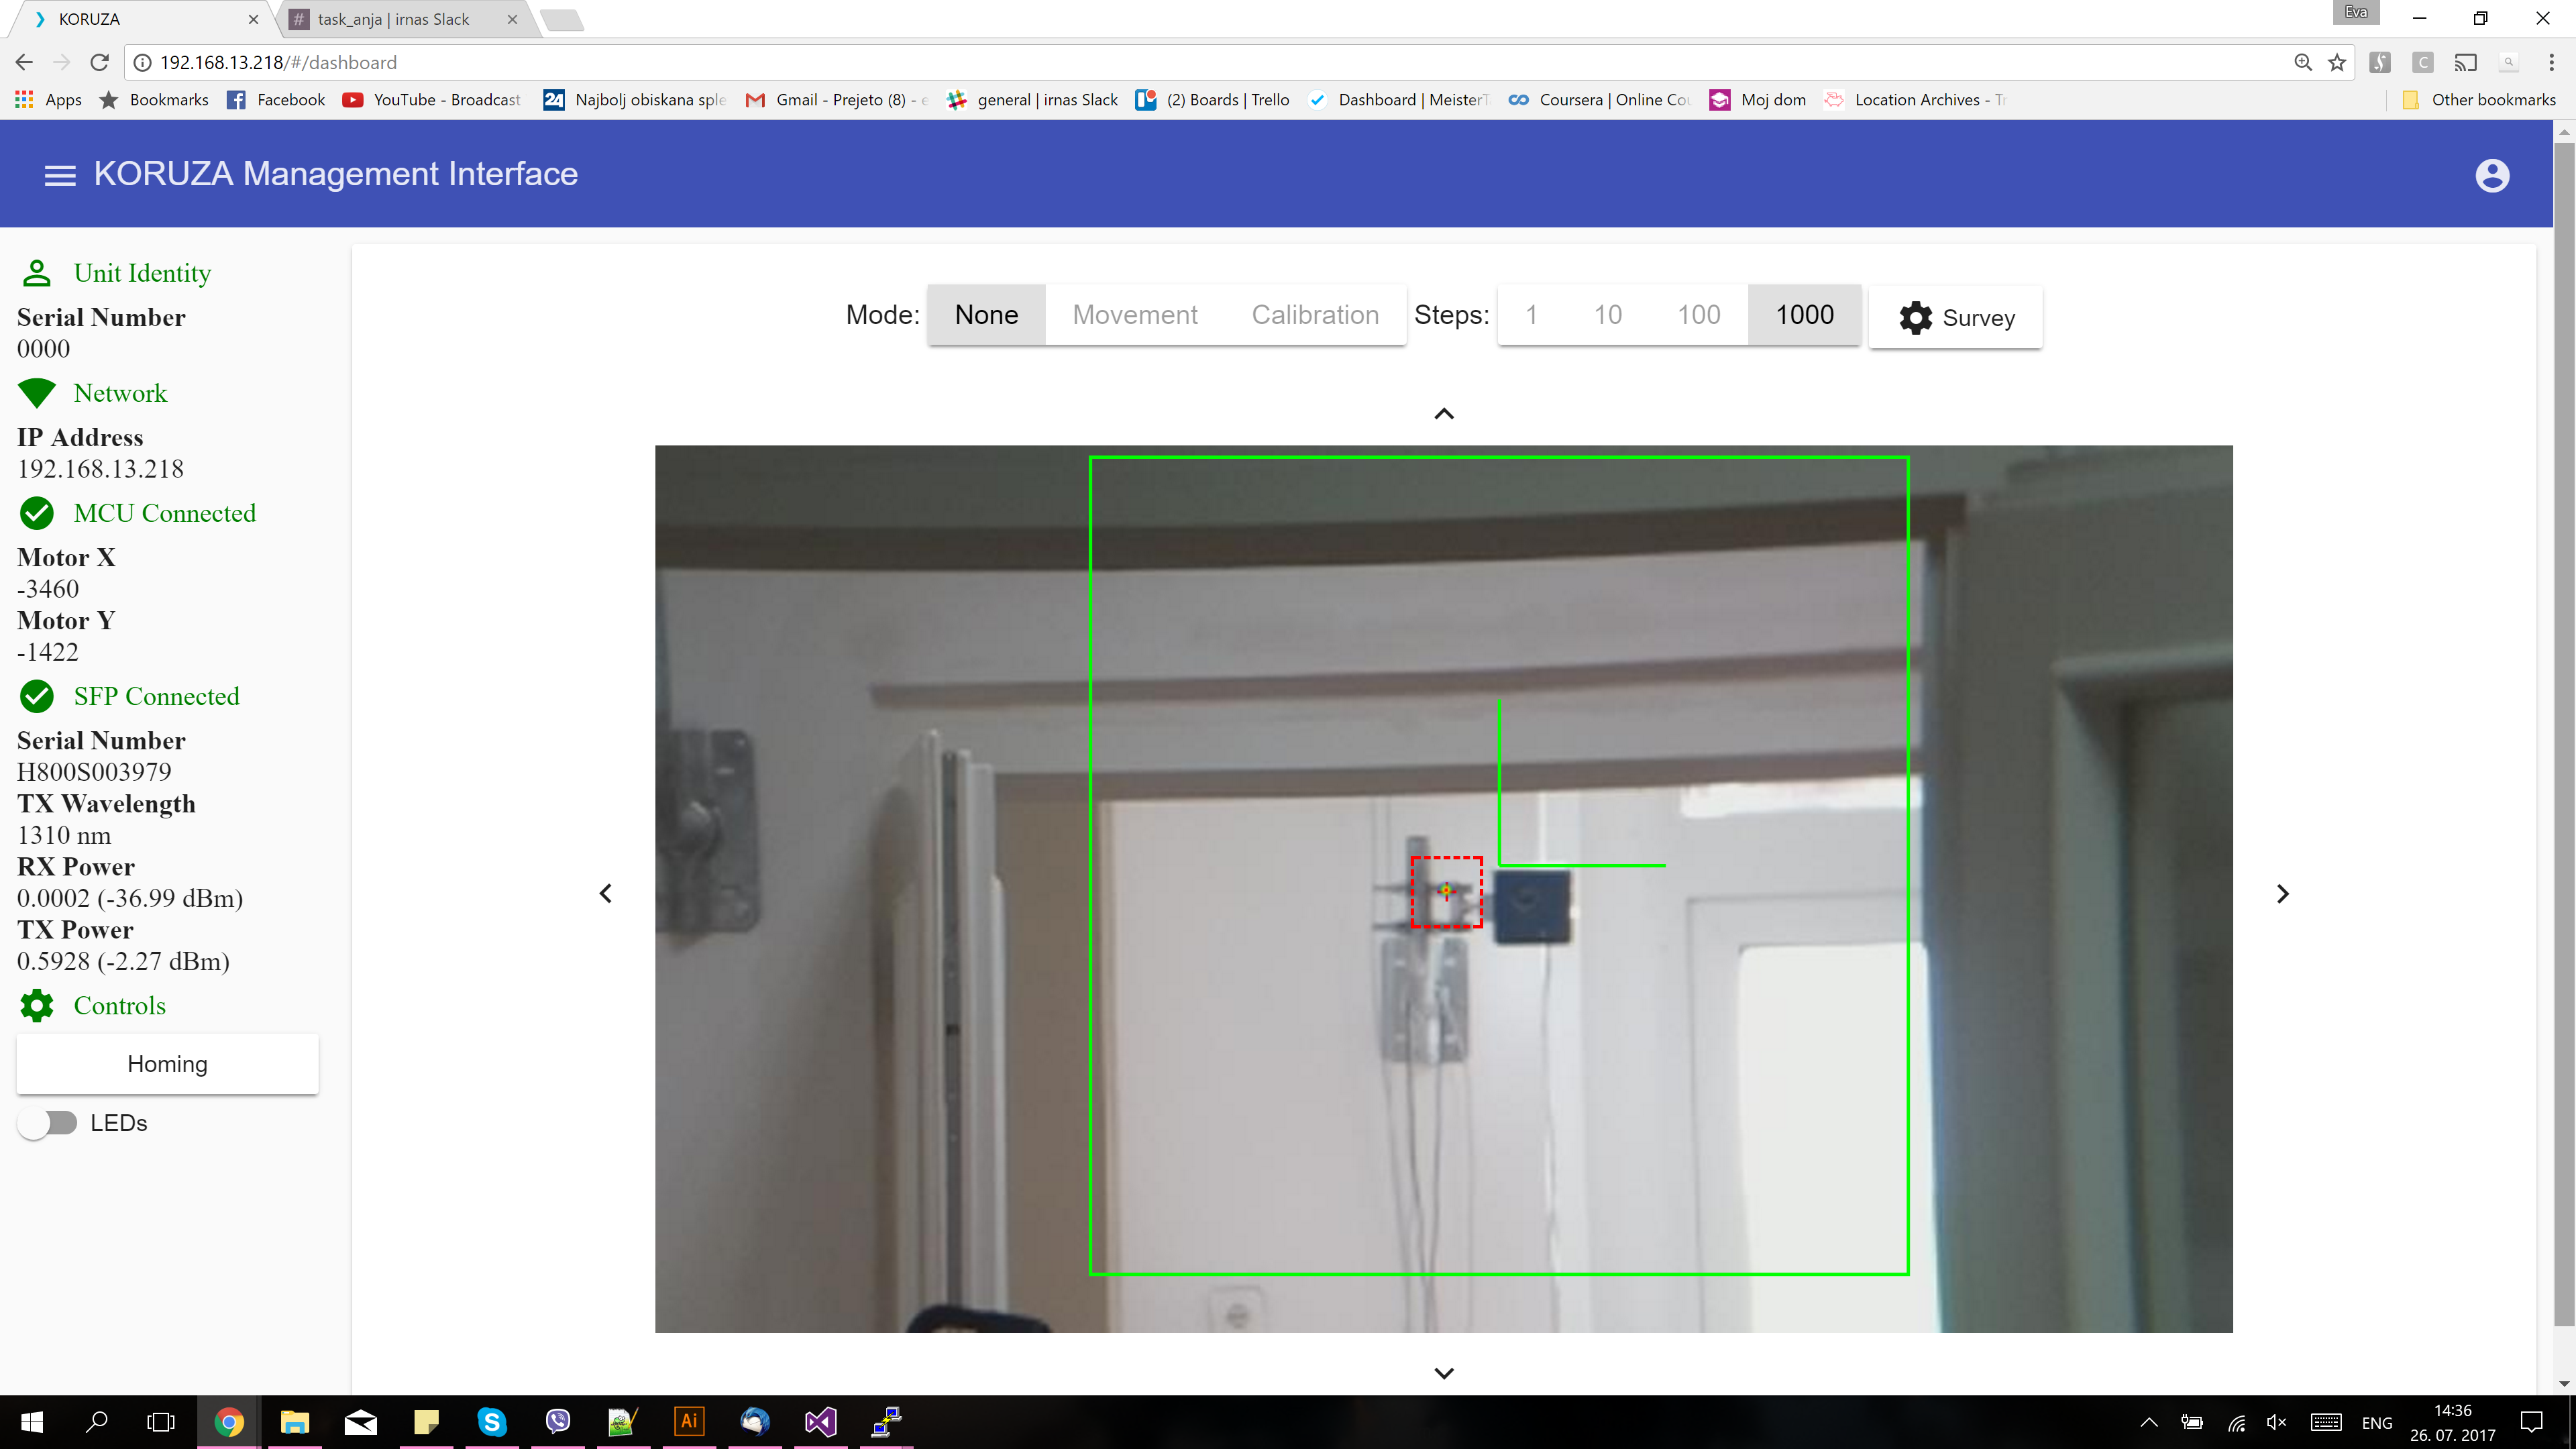 KORUZA
task_anja | irnas Slack
Eva
192.168.13.218/#/dashboard
Apps
Bookmarks
Facebook
YouTube - Broadcast
Najbolj obiskana sple
Gmail - Prejeto (8) - e
general | irnas Slack
(2) Boards | Trello
Dashboard | MeisterT
Coursera | Online Cou
Moj dom
Location Archives - Tr
Other bookmarks
KORUZA Management Interface
Unit Identity
Serial Number
0000
Network
IP Address
192.168.13.218
MCU Connected
Motor X
-3460
Motor Y
-1422
SFP Connected
Serial Number
H800S003979
TX Wavelength
1310 nm
RX Power
0.0002 (-36.99 dBm)
TX Power
0.5928 (-2.27 dBm)
Controls
Homing
LEDs
Mode: None Movement Calibration Steps: 1 10 100 1000 Survey
Ai
ENG
14:36
26. 07. 2017